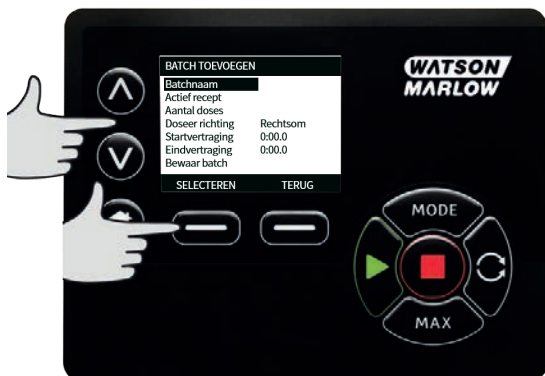 BATCH TOEVOEGEN
Batchnaam
Actief recept
Aantal doses
Doseer richting Rechtsom
Startvertraging 0:00.0
Eindvertraging 0:00.0
Bewaar batch
SELECTEREN TERUG
WATSON
MARLOW
MODE
MAX